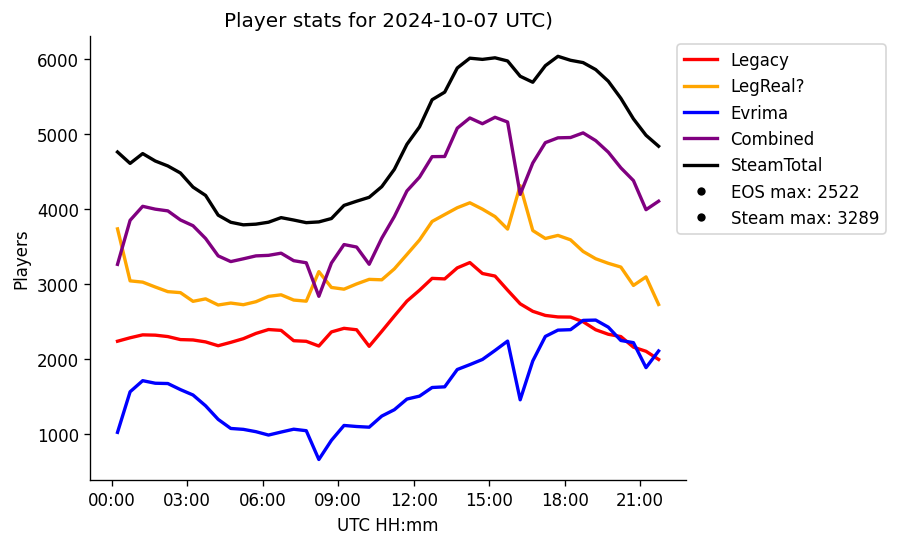 Player stats for 2024-10-07 UTC)
Legacy
LegReal?
Evrima
Combined
SteamTotal
EOS max: 2522
Steam max: 3289
6000
5000
4000
3000
2000
1000
Players
00:00 03:00 06:00 09:00 12:00 15:00 18:00 21:00
UTC HH:mm